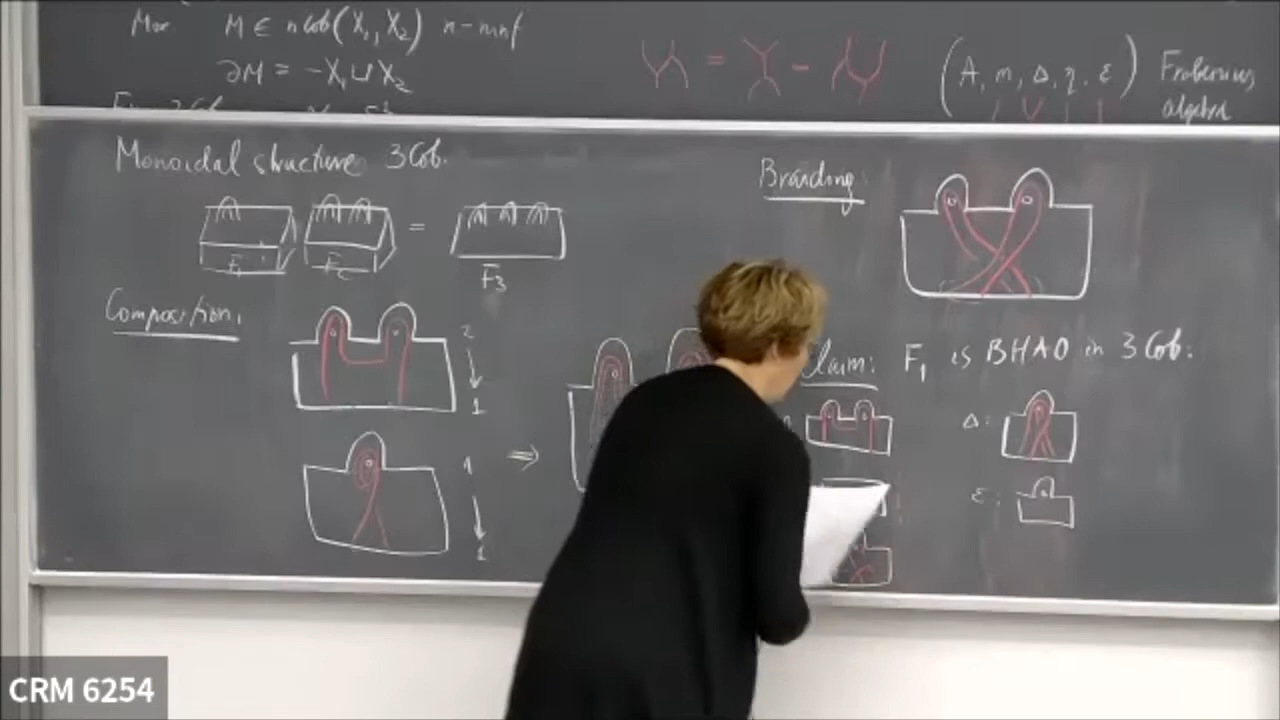 Mor. M ∈ nCob(X₁, X₂) n-mnf
∂M = -X₁ ⊔ X₂
= -
(A, m, Δ, η, ε) Frobenius
algebra
Monoidal structure 3Cob.
F₁ F₂ = F₃
Composition.
2
↓
1
1
↓
2
⇒
Braiding
Claim: F₁ is BHAO in 3Cob:
Δ:
ε:
CRM 6254